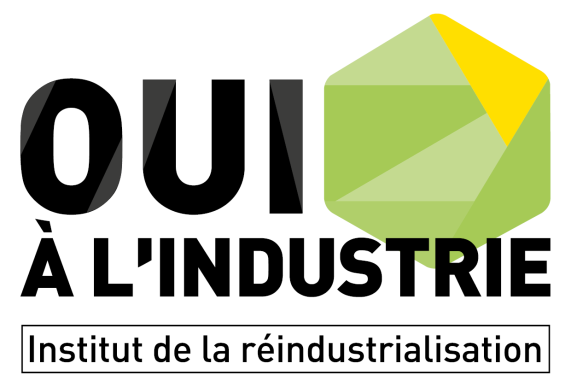 OUI
À L'INDUSTRIE
Institut de la réindustrialisation